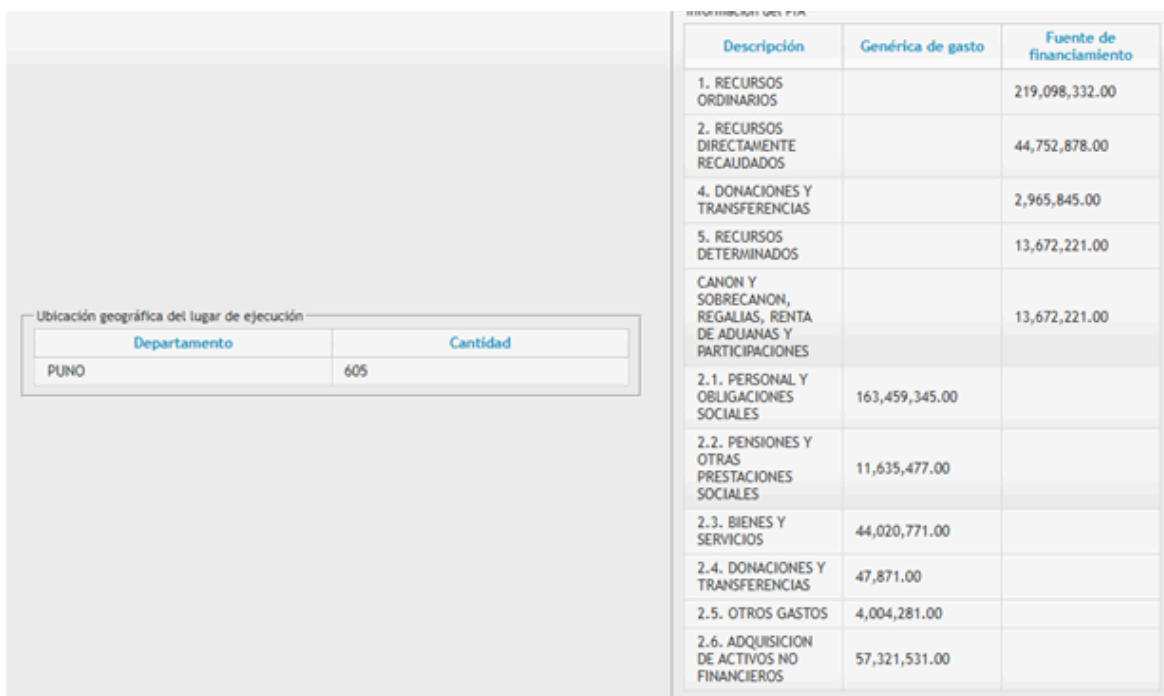 Información del PIA
Descripción
Genérica de gasto
Fuente de
financiamiento
1. RECURSOS
ORDINARIOS
219,098,332.00
2. RECURSOS
DIRECTAMENTE
RECAUDADOS
44,752,878.00
4. DONACIONES Y
TRANSFERENCIAS
2,965,845.00
5. RECURSOS
DETERMINADOS
13,672,221.00
CANON Y
SOBRECANON,
REGALIAS, RENTA
DE ADUANAS Y
PARTICIPACIONES
13,672,221.00
Ubicación geográfica del lugar de ejecución
Departamento
Cantidad
PUNO
605
2.1. PERSONAL Y
OBLIGACIONES
SOCIALES
163,459,345.00
2.2. PENSIONES Y
OTRAS
PRESTACIONES
SOCIALES
11,635,477.00
2.3. BIENES Y
SERVICIOS
44,020,771.00
2.4. DONACIONES Y
TRANSFERENCIAS
47,871.00
2.5. OTROS GASTOS
4,004,281.00
2.6. ADQUISICION
DE ACTIVOS NO
FINANCIEROS
57,321,531.00